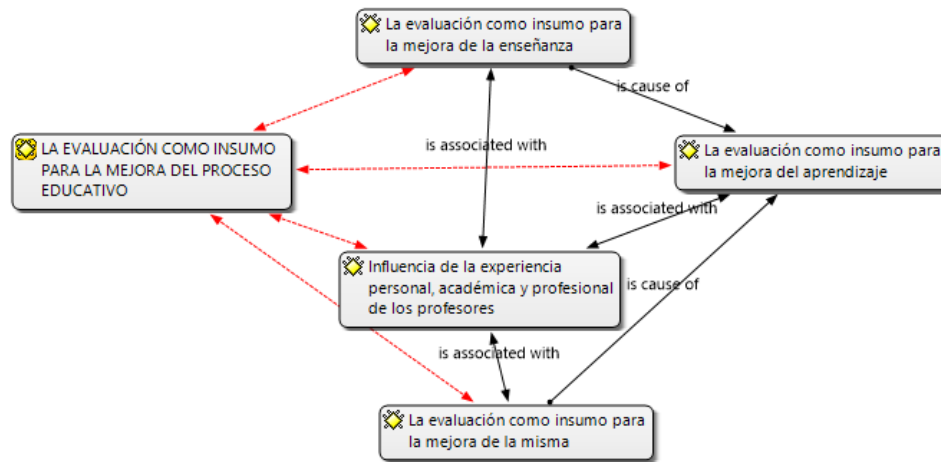 La evaluación como insumo para
la mejora de la enseñanza
is cause of
is associated with
LA EVALUACIÓN COMO INSUMO
PARA LA MEJORA DEL PROCESO
EDUCATIVO
La evaluación como insumo para
la mejora del aprendizaje
is associated with
Influencia de la experiencia
personal, académica y profesional
de los profesores
is cause of
is associated with
La evaluación como insumo para
la mejora de la misma